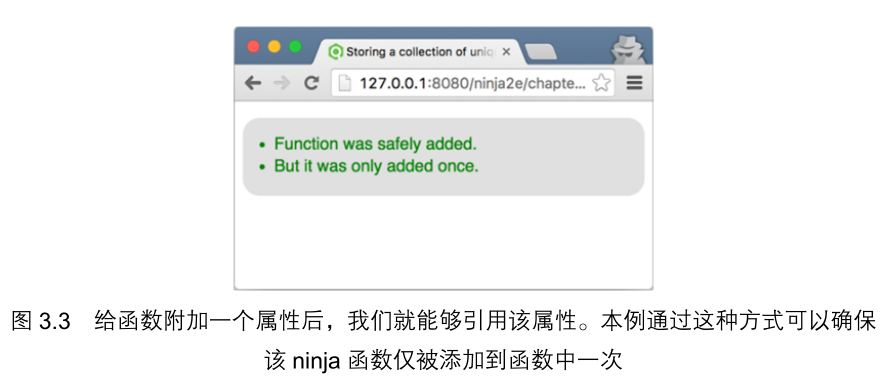 Storing a collection of uniq
127.0.0.1:8080/ninja2e/chapte...
• Function was safely added.
• But it was only added once.
图 3.3 给函数附加一个属性后，我们就能够引用该属性。本例通过这种方式可以确保
该 ninja 函数仅被添加到函数中一次